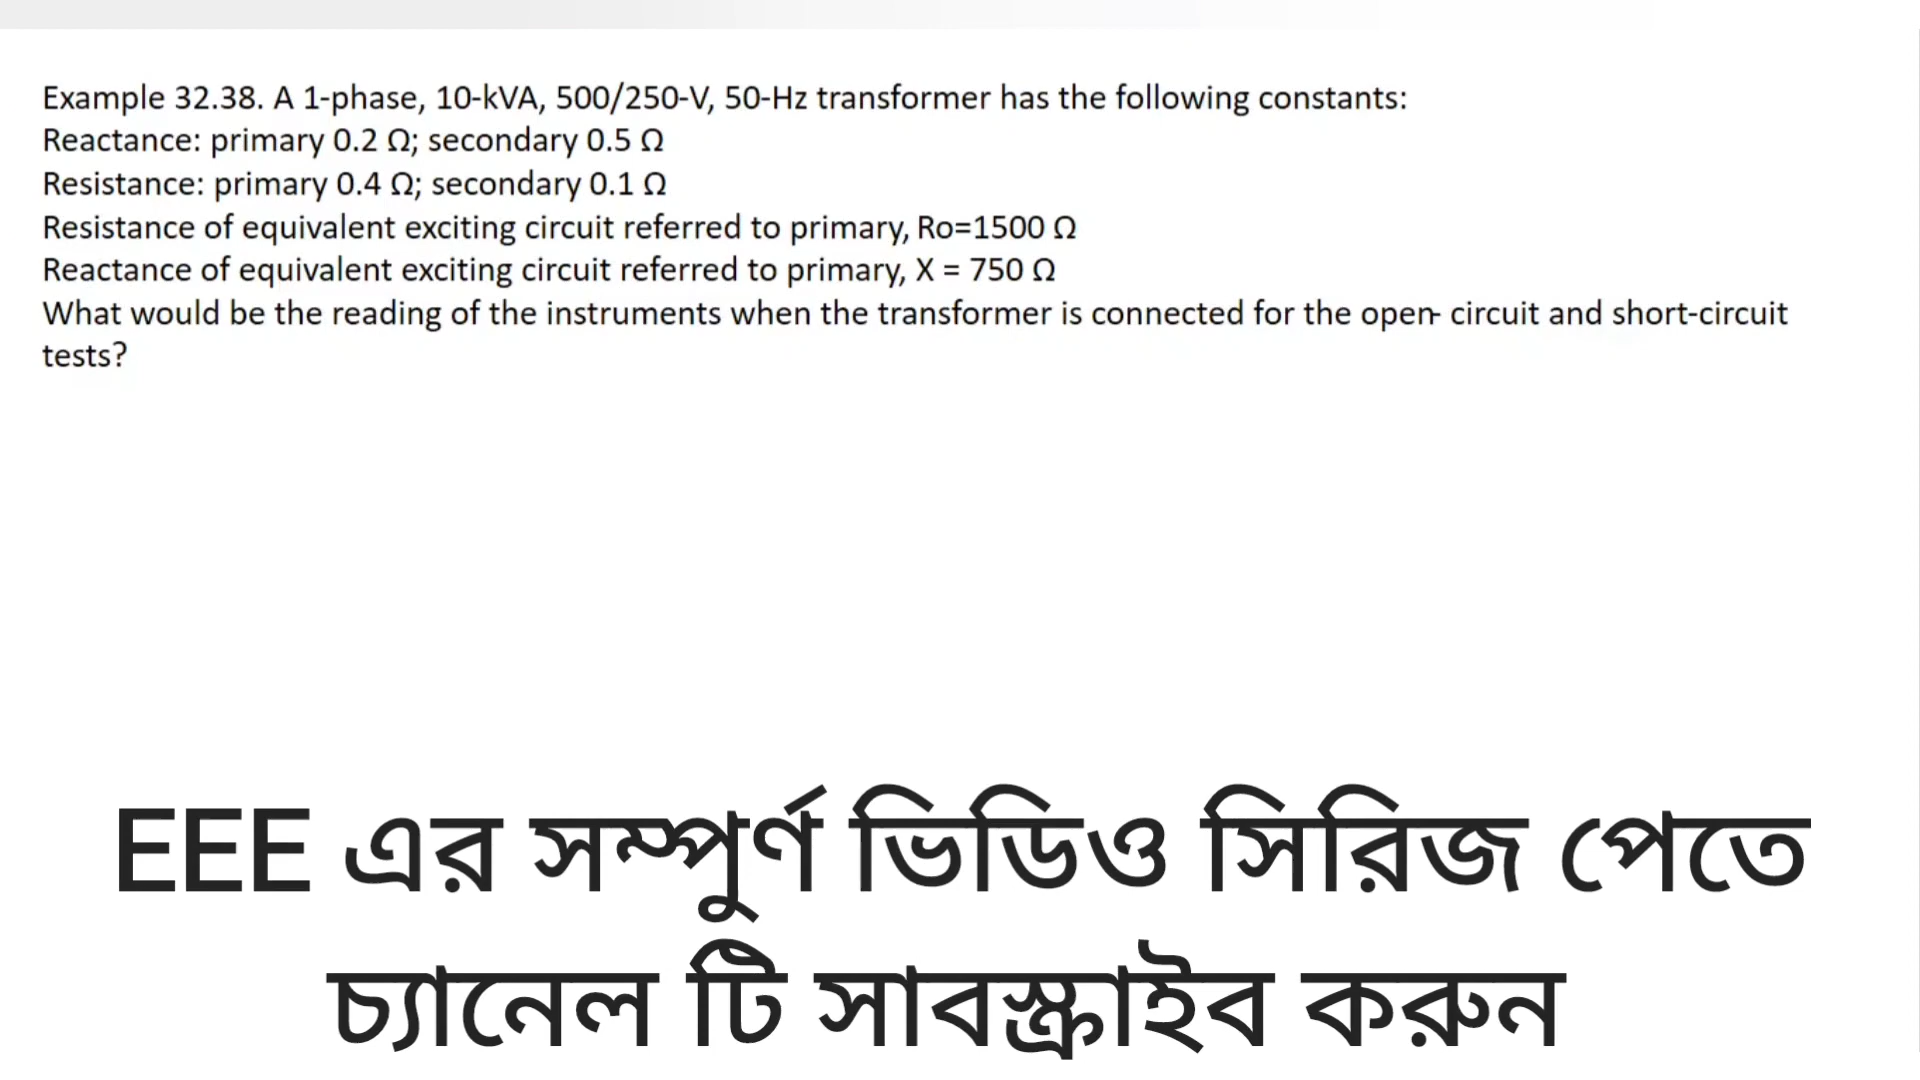 Example 32.38. A 1-phase, 10-kVA, 500/250-V, 50-Hz transformer has the following constants:
Reactance: primary 0.2 Ω; secondary 0.5 Ω
Resistance: primary 0.4 Ω; secondary 0.1 Ω
Resistance of equivalent exciting circuit referred to primary, Ro=1500 Ω
Reactance of equivalent exciting circuit referred to primary, X = 750 Ω
What would be the reading of the instruments when the transformer is connected for the open- circuit and short-circuit
tests?
EEE এর সম্পুর্ণ ভিডিও সিরিজ পেতে
চ্যানেল টি সাবস্ক্রাইব করুন